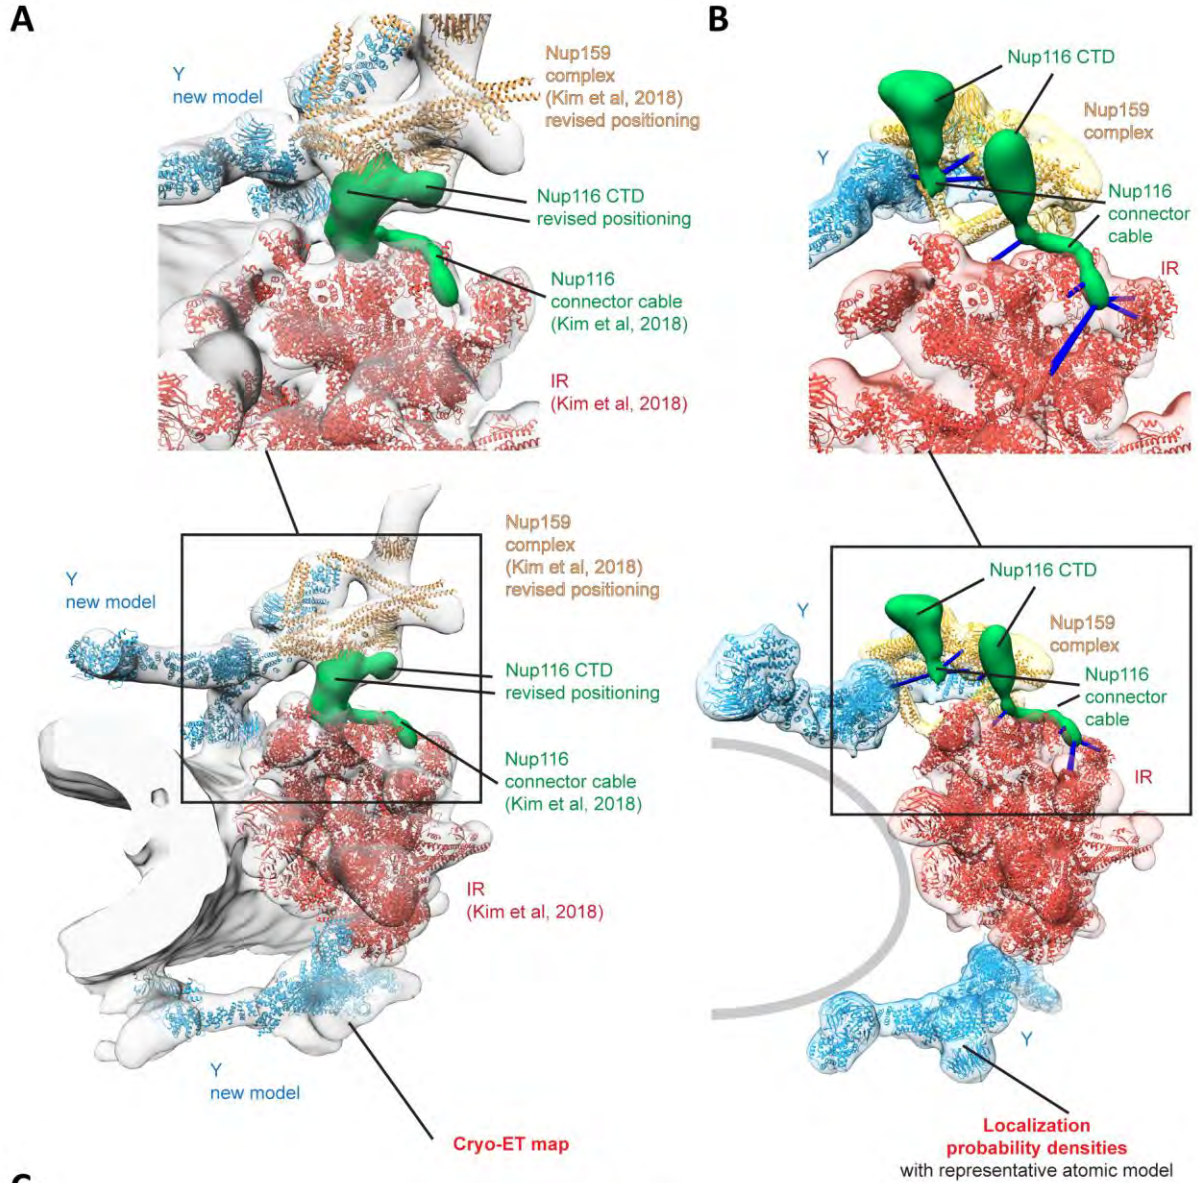 A
Y
new model
Nup159
complex
(Kim et al, 2018)
revised positioning
Nup116 CTD
revised positioning
Nup116
connector cable
(Kim et al, 2018)
IR
(Kim et al, 2018)
Y
new model
Nup159
complex
(Kim et al, 2018)
revised positioning
Nup116 CTD
revised positioning
Nup116
connector cable
(Kim et al, 2018)
IR
(Kim et al, 2018)
Y
new model
Cryo-ET map
B
Nup116 CTD
Nup159
complex
Y
Nup116
connector
cable
IR
Nup116 CTD
Y
Nup159
complex
Nup116
connector
cable
IR
Y
Localization
probability densities
with representative atomic model